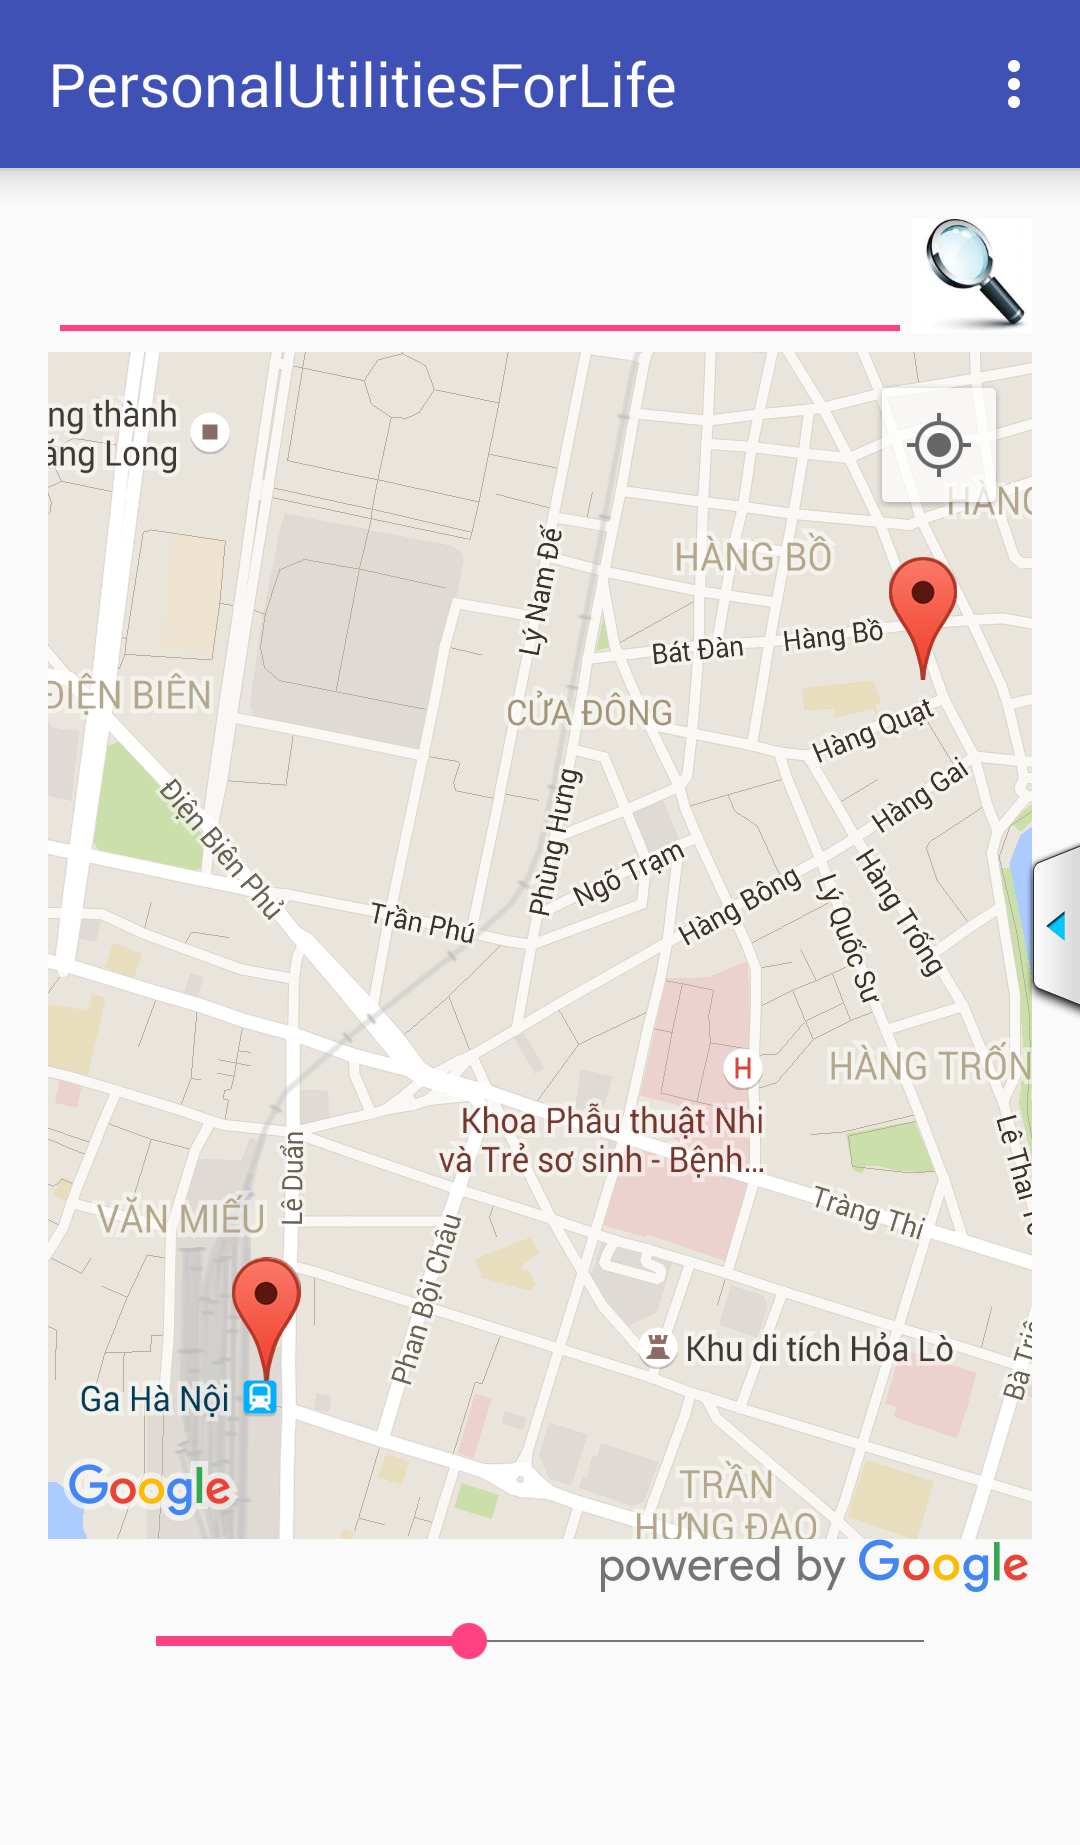 PersonalUtilitiesForLife
ng thành
ăng Long
HÀNG
HÀNG BỒ
Lý Nam Đế
Bát Đàn
Hàng Bồ
ĐIỆN BIÊN
CỬA ĐÔNG
Hàng Quạt
Hàng Gai
Điện Biên Phủ
Phùng Hưng
Ngõ Trạm
Hàng Bông
Lý Quốc Sư
Hàng Trống
Trần Phú
HÀNG TRỐN
H
Khoa Phẫu thuật Nhi
và Trẻ sơ sinh - Bệnh...
Lê Duẩn
Lê Thái Tổ
VĂN MIẾU
Tràng Thi
Phan Bội Châu
Khu di tích Hỏa Lò
Bà Triệ
Ga Hà Nội
Google
TRẦN
HƯNG ĐẠO
powered by Google